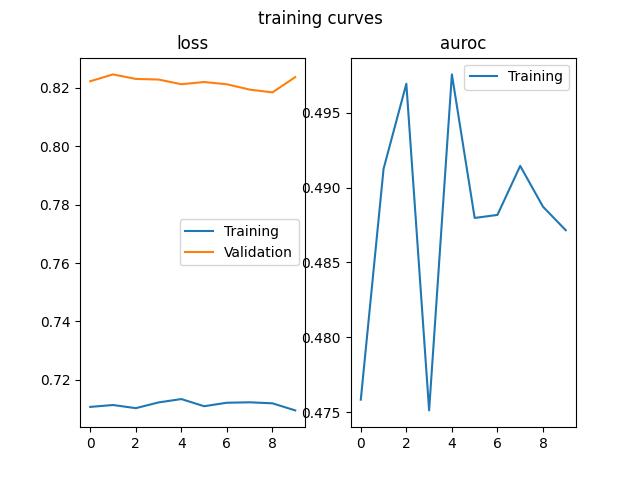 training curves
loss
0.82
0.80
0.78
0.76
0.74
0.72
0 2 4 6 8
Training
Validation
auroc
0.495
0.490
0.485
0.480
0.475
0 2 4 6 8
Training